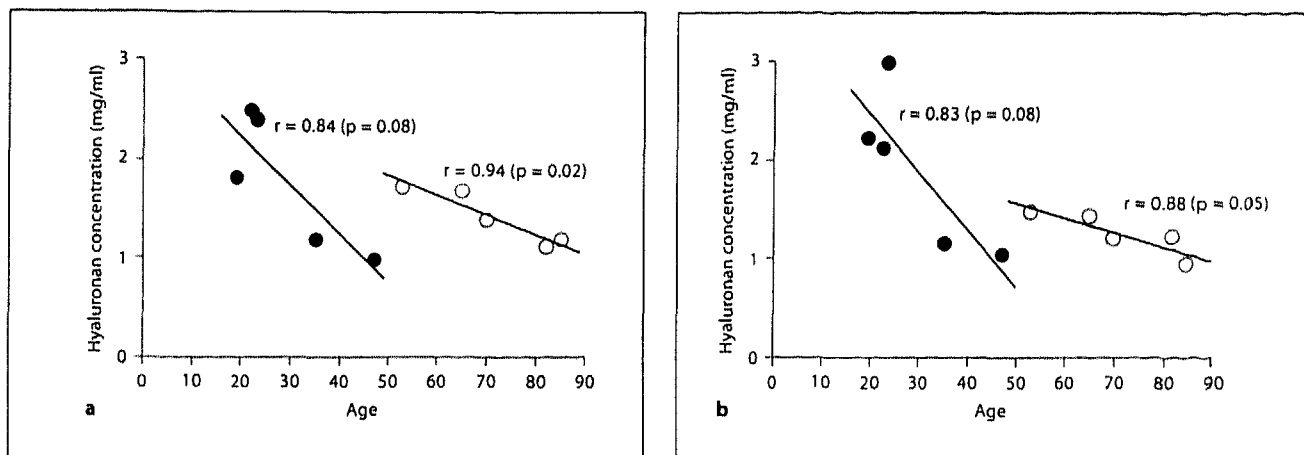 Hyaluronan concentration (mg/ml)
3
2
1
0
r = 0.84 (p = 0.08)
r = 0.94 (p = 0.02)
0 10 20 30 40 50 60 70 80 90
Age
a
Hyaluronan concentration (mg/ml)
3
2
1
0
r = 0.83 (p = 0.08)
r = 0.88 (p = 0.05)
0 10 20 30 40 50 60 70 80 90
Age
b